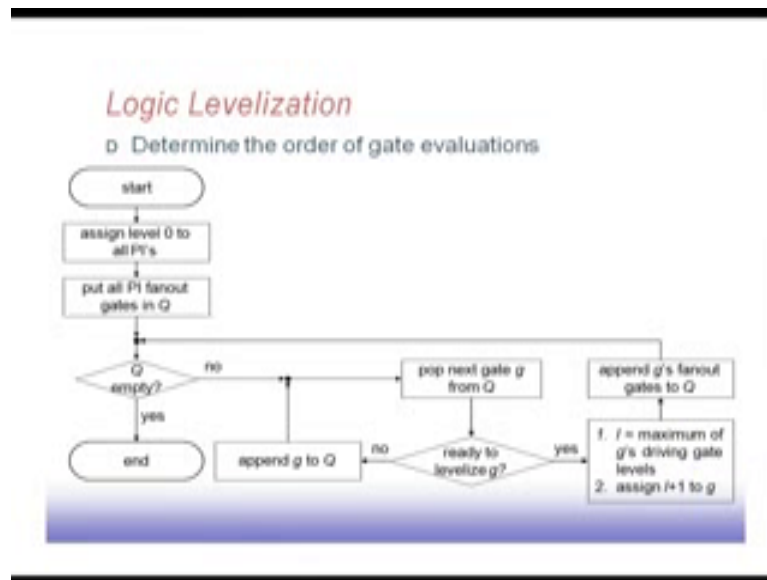 Logic Levelization
D Determine the order of gate evaluations
start
assign level 0 to
all PI's
put all PI fanout
gates in Q
Q
empty?
no
yes
end
pop next gate g
from Q
ready to
levelize g?
no
append g to Q
yes
1. l = maximum of
g's driving gate
levels
2. assign l+1 to g
append g's fanout
gates to Q